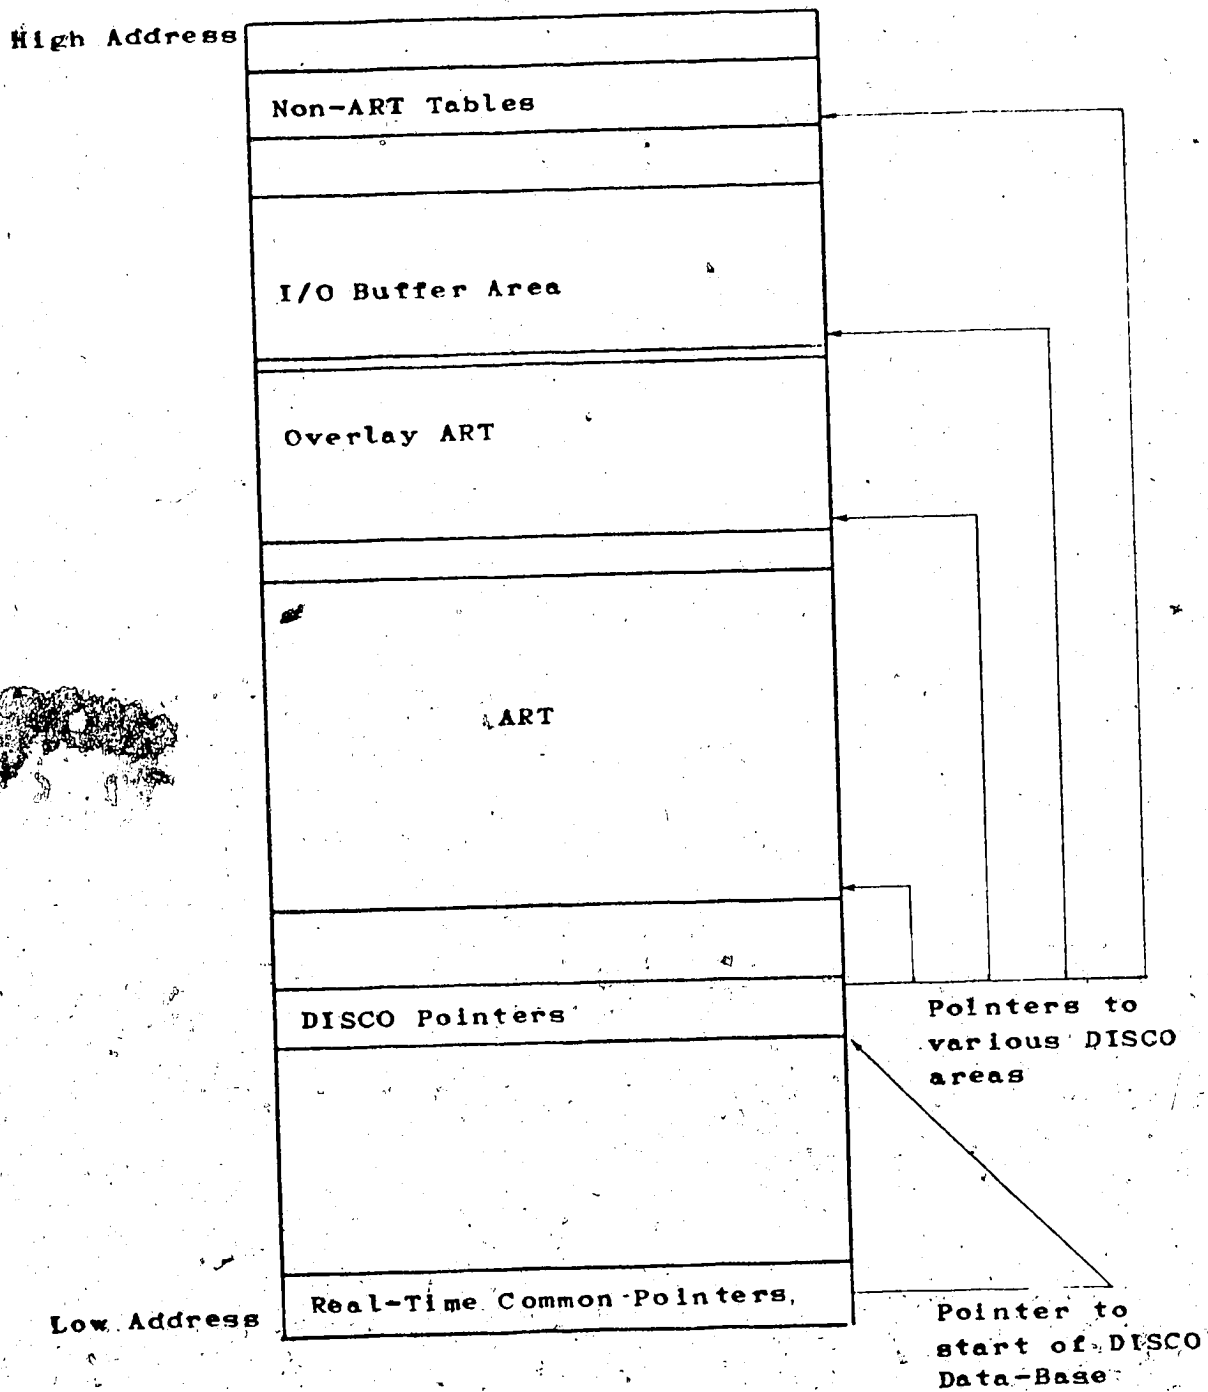 High Address
Non-ART Tables
I/O Buffer Area
Overlay ART
ART
DISCO Pointers
Pointers to
various DISCO
areas
Real-Time Common Pointers
Low Address
Pointer to
start of DISCO
Data-Base